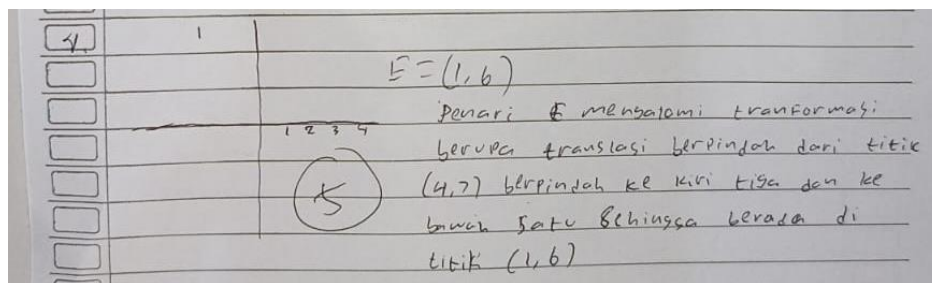 4.
1
E = (1, 6)
Penari E mengalami tranformasi
1 2 3 4
berupa translasi berpindah dari titik
5
(4,7) berpindah ke kiri tiga dan ke
bawah satu sehingga berada di
titik (1,6)